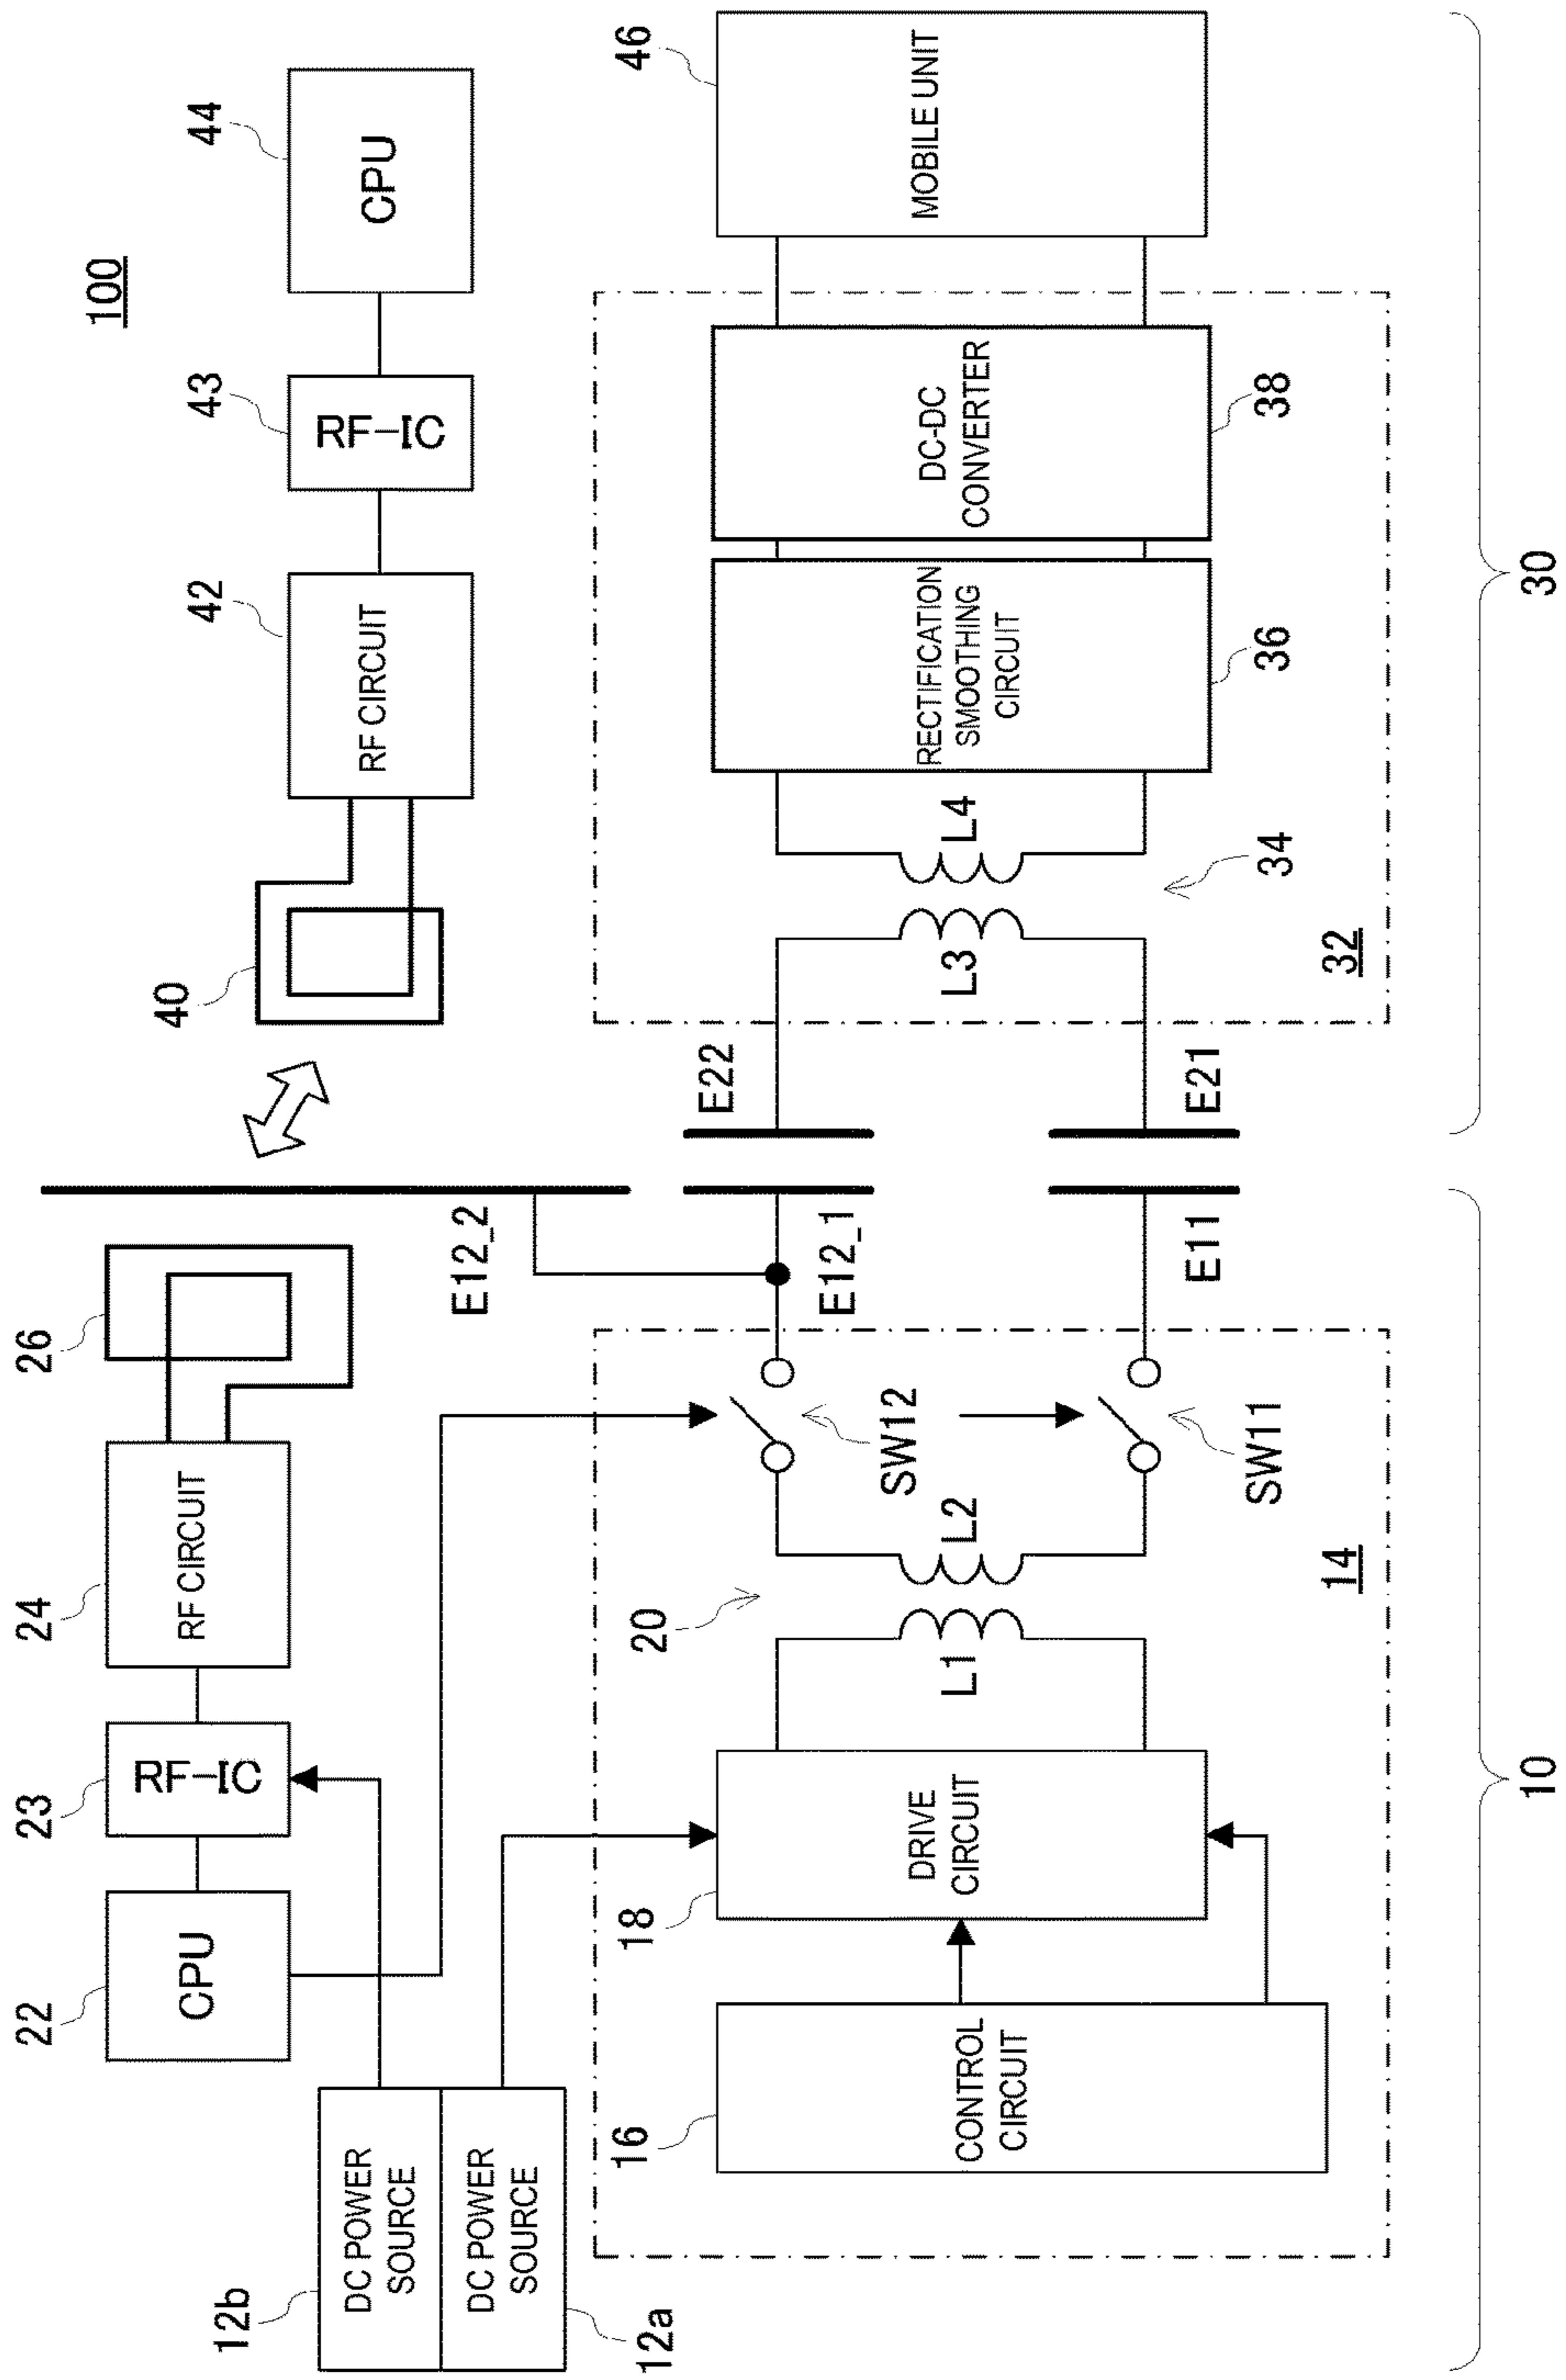 100
22
CPU
23
RF-IC
24
RF CIRCUIT
26
40
42
RF CIRCUIT
43
RF-IC
44
CPU
12b
DC POWER
SOURCE
DC POWER
SOURCE
12a
E12_2
E12_1
E22
E11
E21
16
CONTROL
CIRCUIT
18
DRIVE
CIRCUIT
20
L1
L2
SW12
SW11
14
L3
L4
34
32
RECTIFICATION
SMOOTHING
CIRCUIT
36
DC-DC
CONVERTER
38
MOBILE UNIT
46
10
30